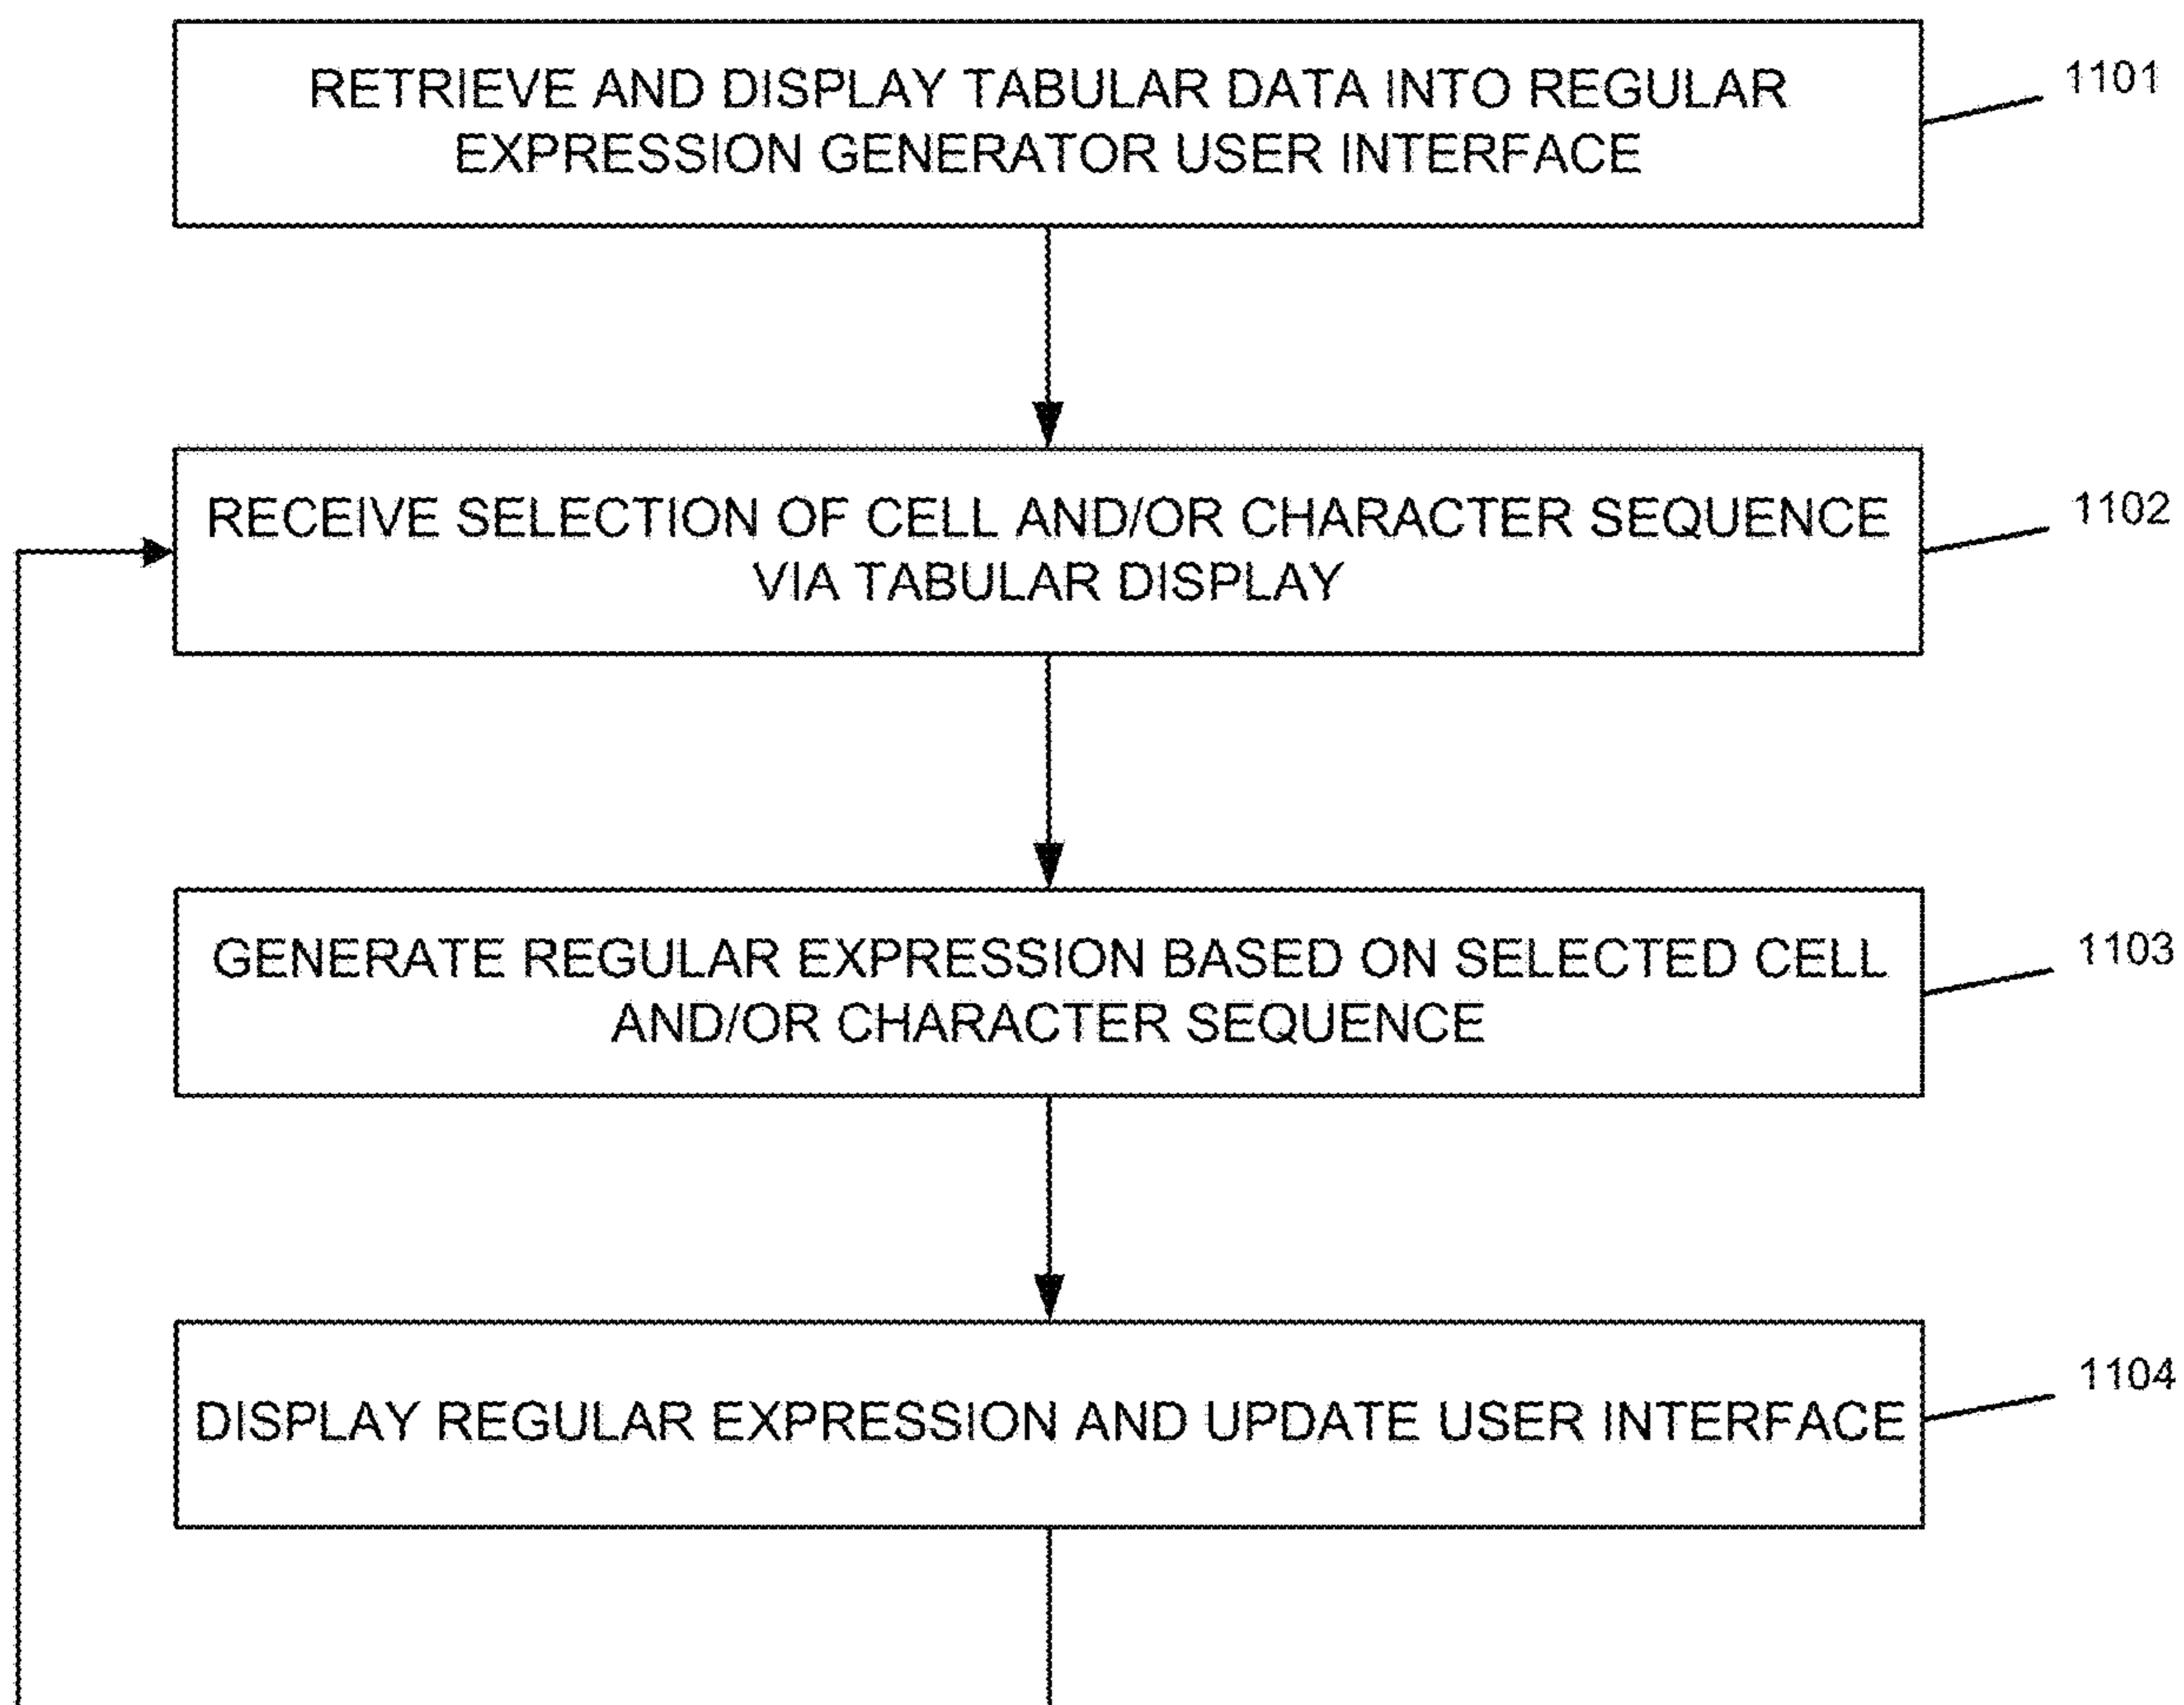 RETRIEVE AND DISPLAY TABULAR DATA INTO REGULAR
EXPRESSION GENERATOR USER INTERFACE
1101
RECEIVE SELECTION OF CELL AND/OR CHARACTER SEQUENCE
VIA TABULAR DISPLAY
1102
GENERATE REGULAR EXPRESSION BASED ON SELECTED CELL
AND/OR CHARACTER SEQUENCE
1103
DISPLAY REGULAR EXPRESSION AND UPDATE USER INTERFACE
1104